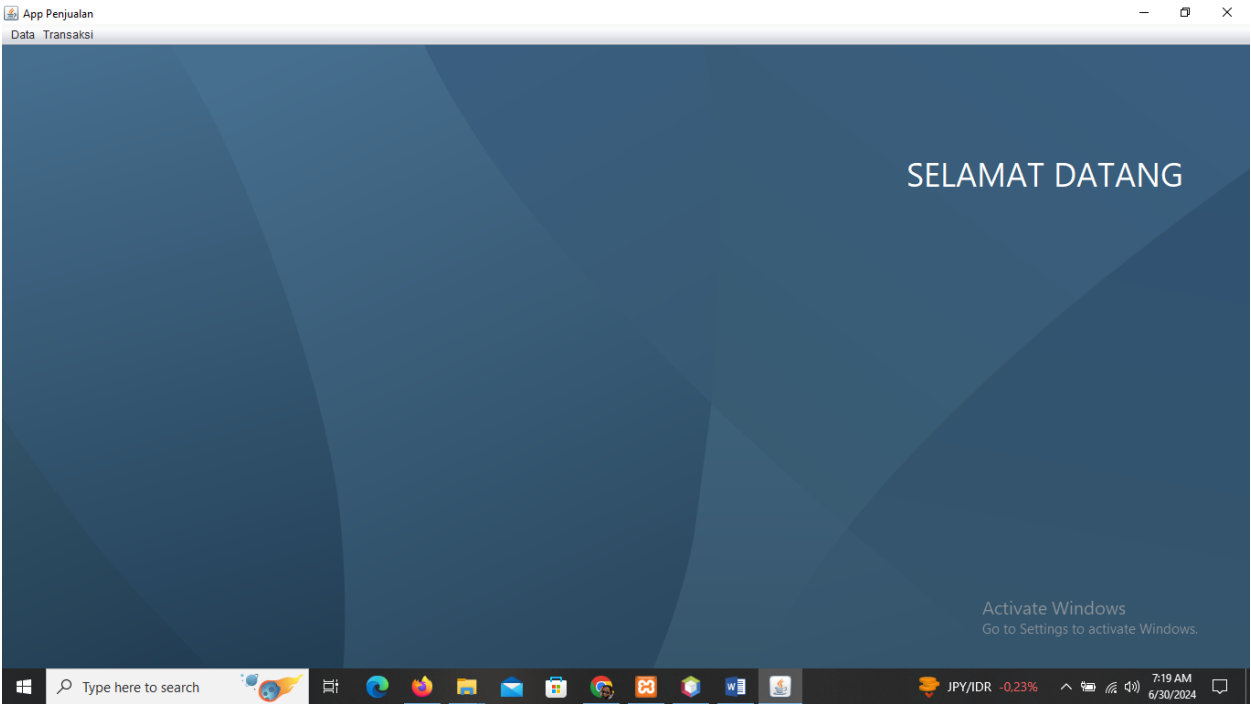 App Penjualan
Data Transaksi
SELAMAT DATANG
Activate Windows
Go to Settings to activate Windows.
Type here to search
JPY/IDR -0,23%
7:19 AM
6/30/2024